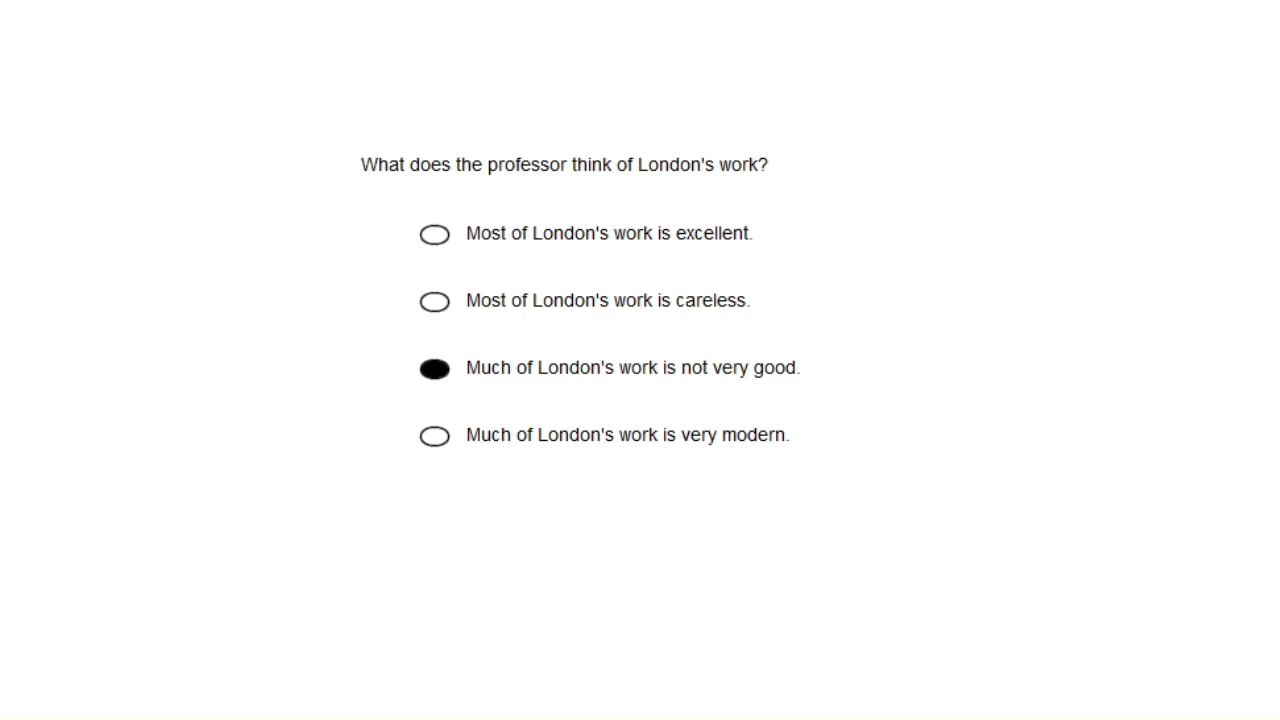 What does the professor think of London's work?
Most of London's work is excellent.
Most of London's work is careless.
Much of London's work is not very good.
Much of London's work is very modern.